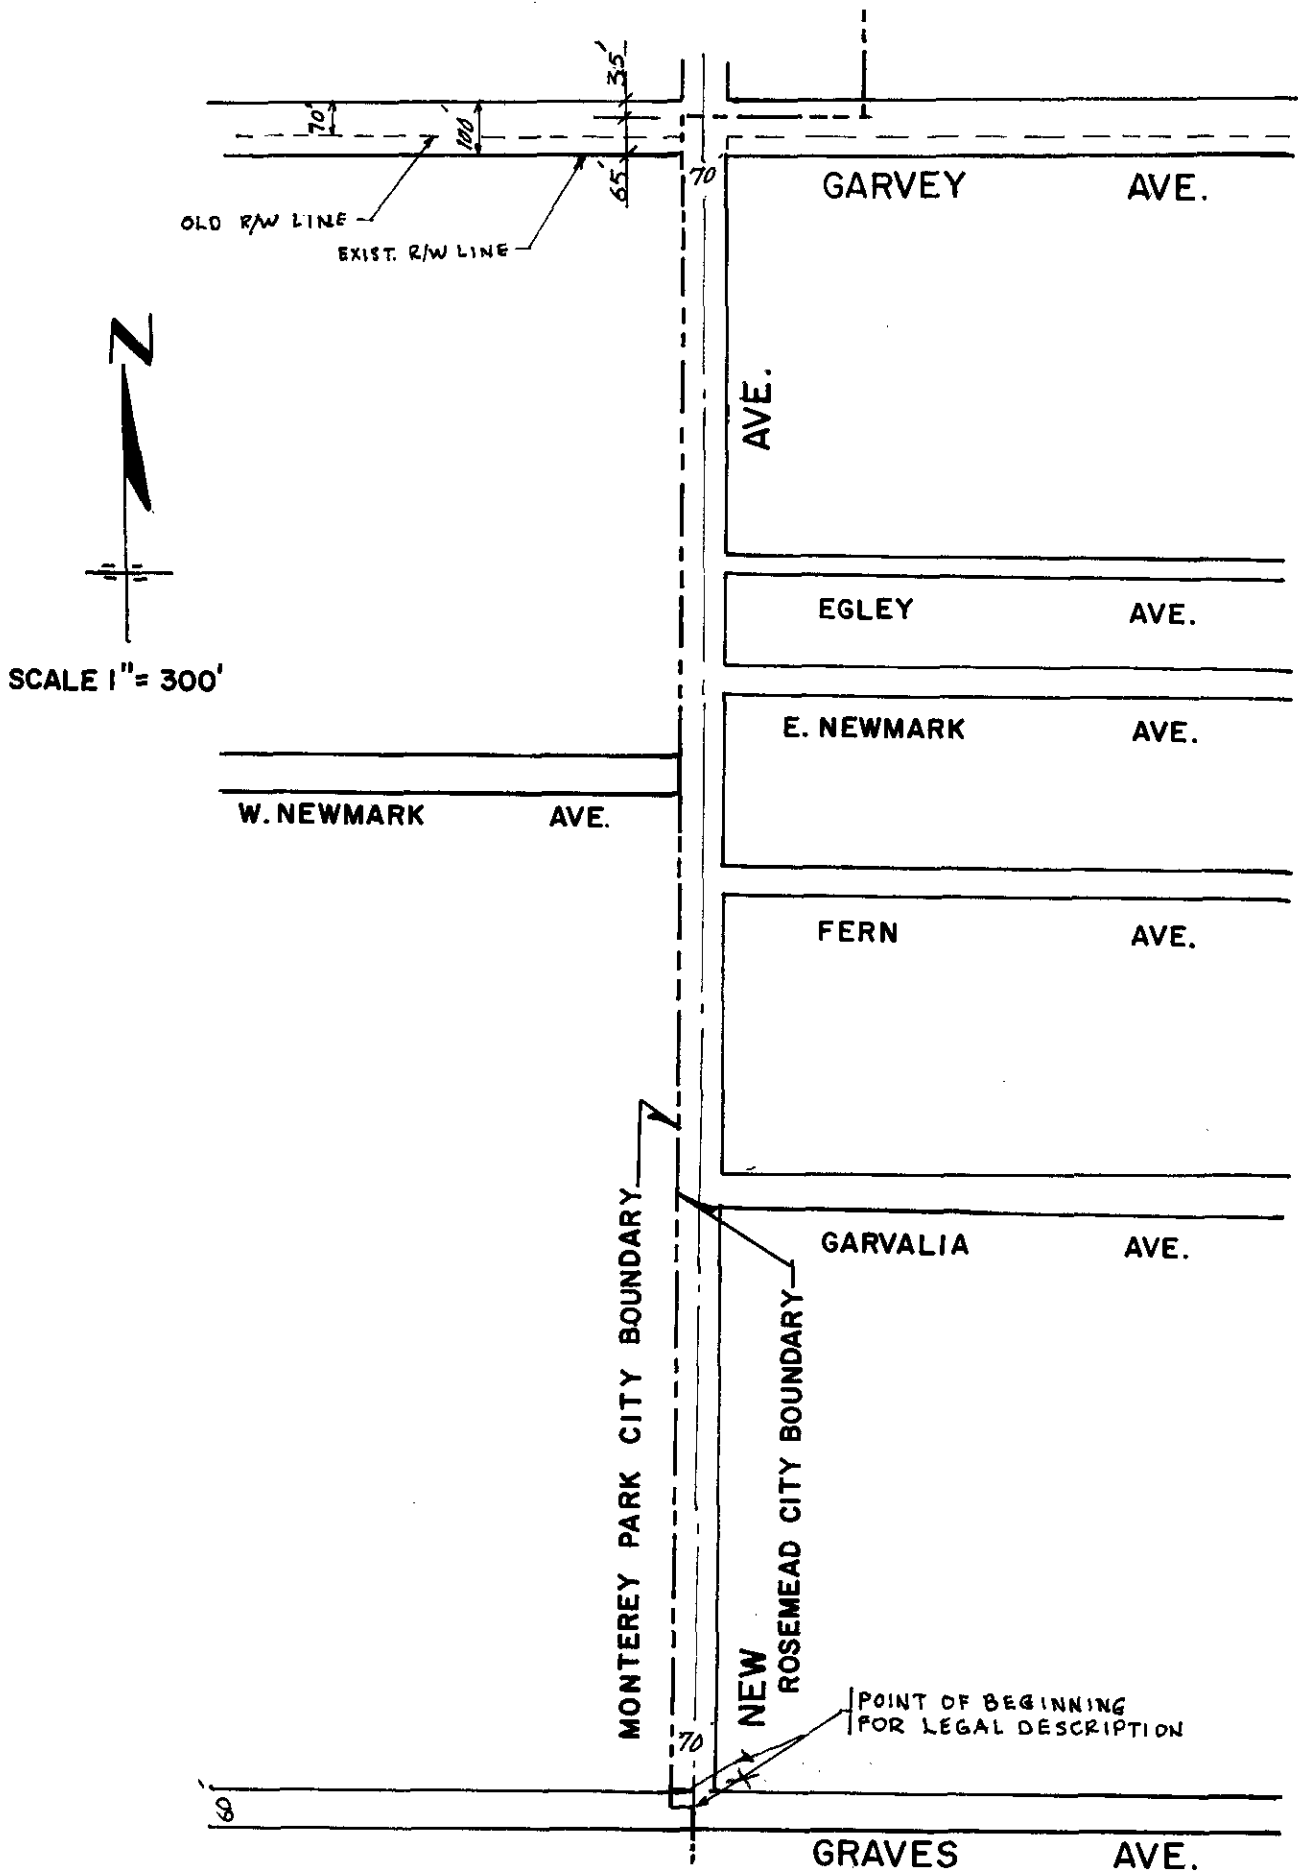 35'
70'
100'
65'
70
GARVEY AVE.
OLD R/W LINE
EXIST. R/W LINE
N
AVE.
EGLEY AVE.
SCALE 1"= 300'
E. NEWMARK AVE.
W. NEWMARK AVE.
FERN AVE.
GARVALIA AVE.
MONTEREY PARK CITY BOUNDARY
ROSEMEAD CITY BOUNDARY
NEW
POINT OF BEGINNING
FOR LEGAL DESCRIPTION
70
60
GRAVES AVE.